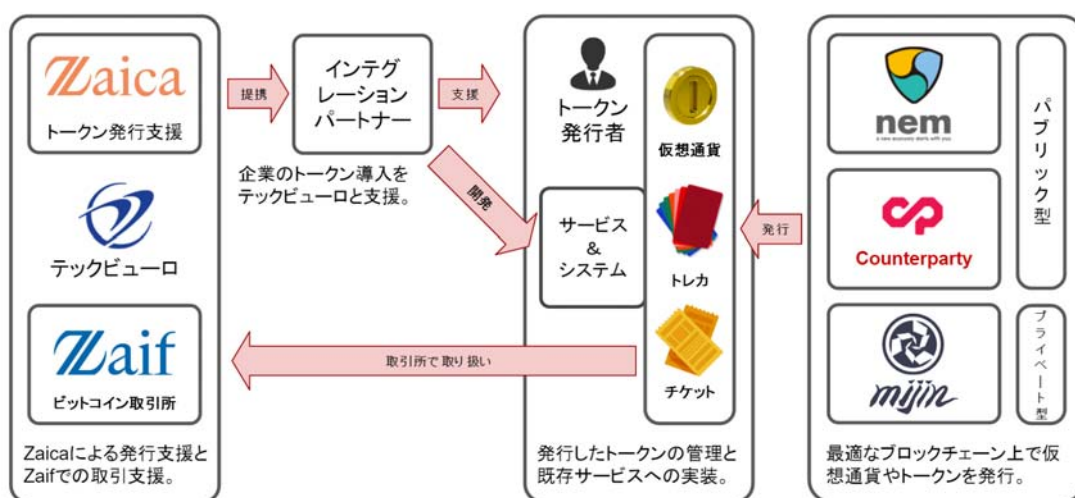 Zaica
トークン発行支援
テックビューロ
Zaif
ビットコイン取引所
Zaicaによる発行支援と
Zaifでの取引支援。
提携
インテグ
レーション
パートナー
企業のトークン導入を
テックビューロと支援。
支援
開発
トークン
発行者
サービス
&
システム
仮想通貨
トレカ
チケット
取引所で取り扱い
発行したトークンの管理と
既存サービスへの実装。
発行
nem
a new economy starts with you
Counterparty
mijin
パブリック型
プライベート型
最適なブロックチェーン上で仮
想通貨やトークンを発行。